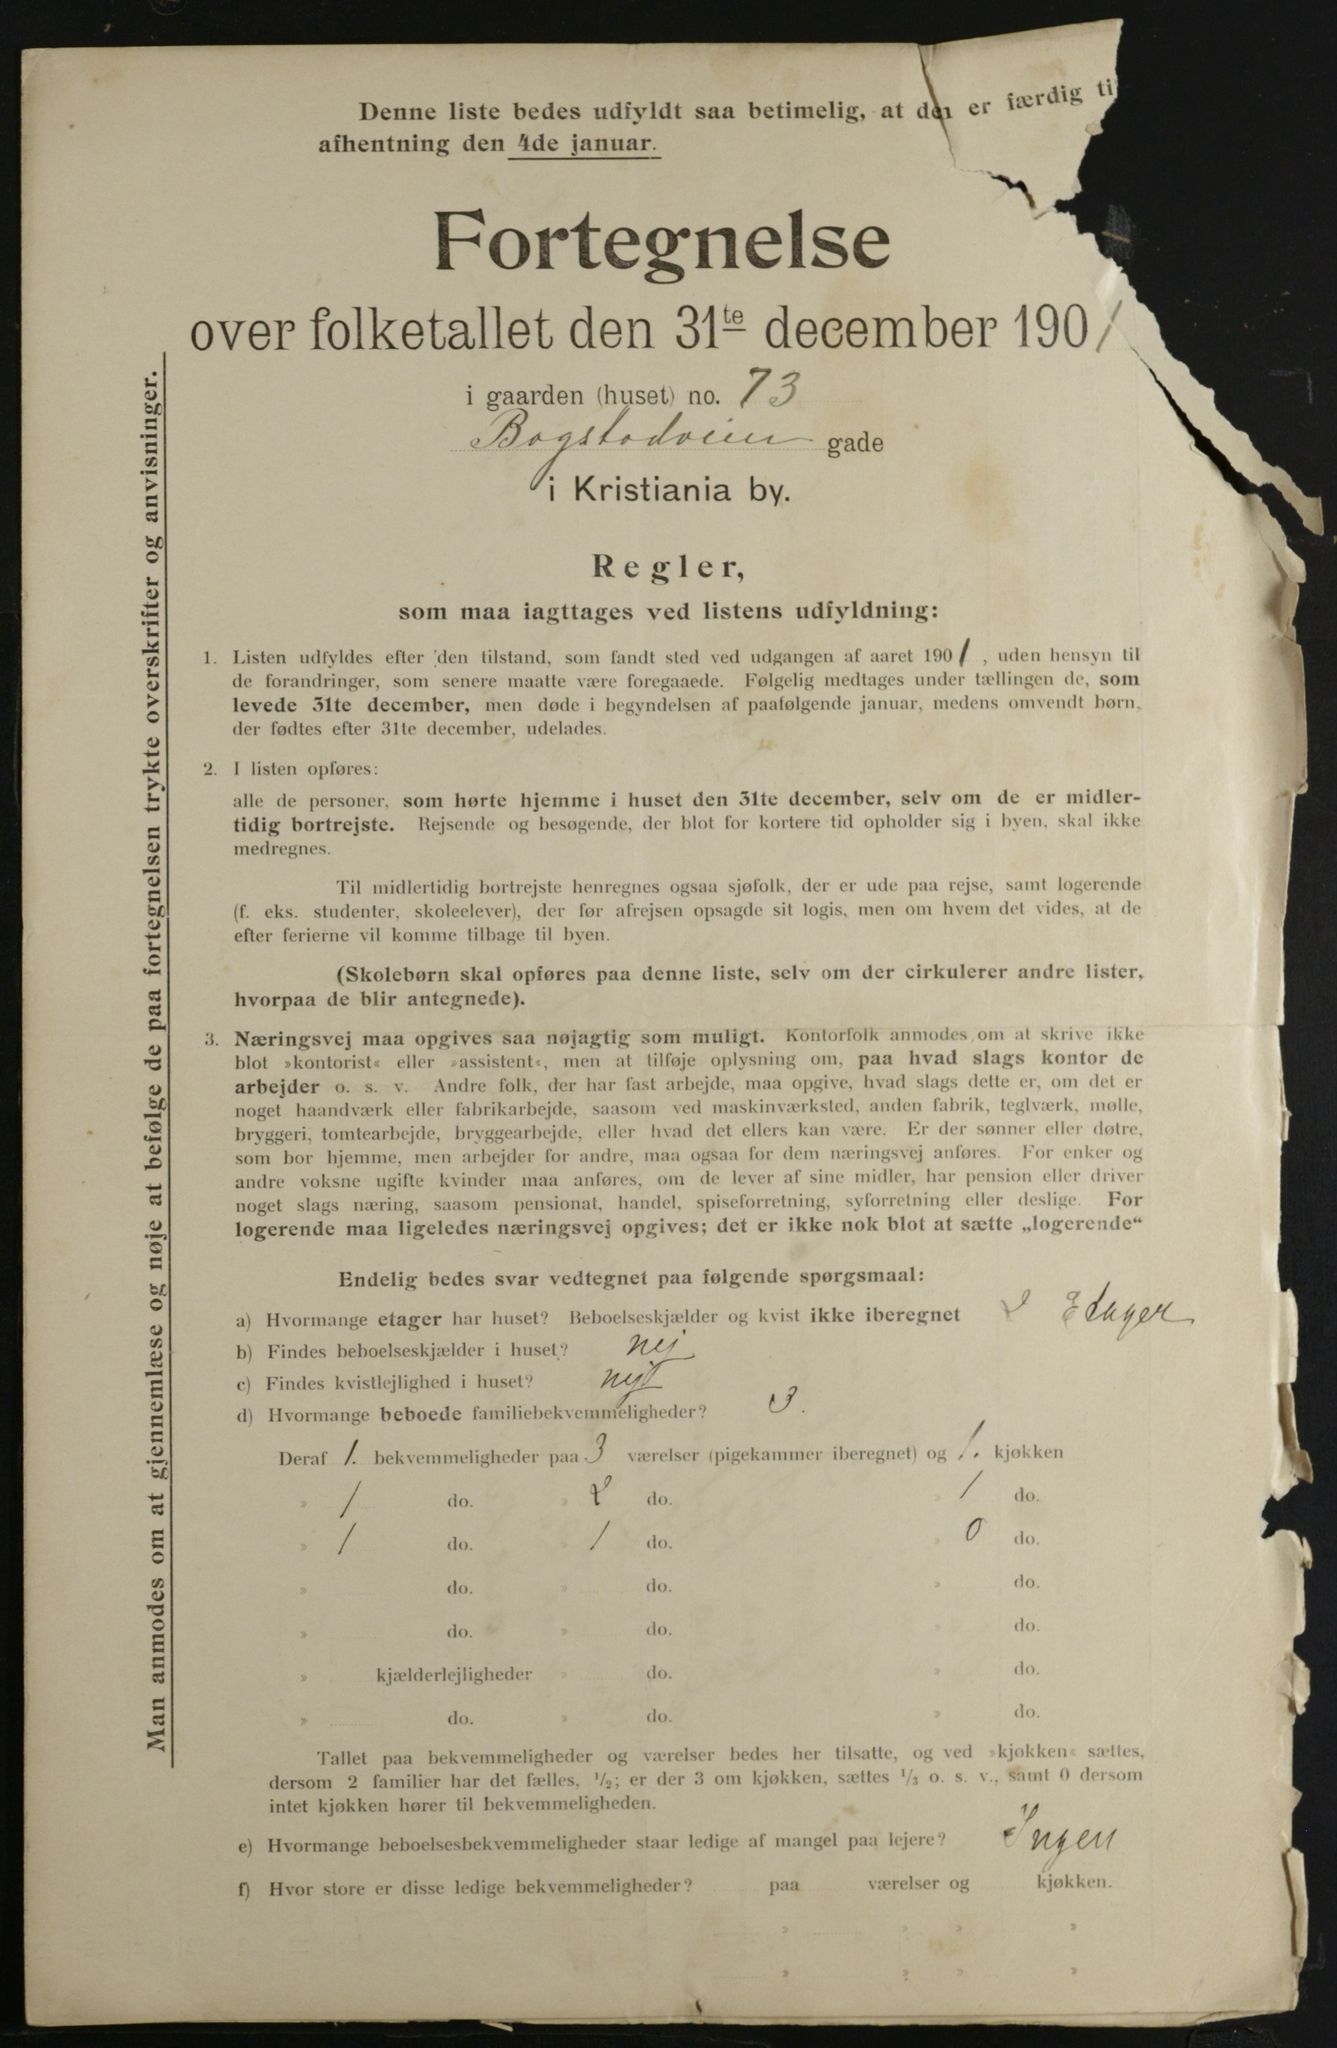 Denne liste bedes udfyldt saa betimelig, at den er færdig ti
afhentning den 4de januar.
Fortegnelse
over folketallet den 31te december 1901
i gaarden (huset) no. 73
Bogstadveien gade
i Kristiania by.
Regler,
som maa iagttages ved listens udfyldning:
1. Listen udfyldes efter den tilstand, som fandt sted ved udgangen af aaret 1901, uden hensyn til
de forandringer, som senere maatte være foregaaede. Følgelig medtages under tællingen de, som
levede 31te december, men døde i begyndelsen af paafølgende januar, medens omvendt børn,
der fødtes efter 31te december, udelades.
2. I listen opføres:
alle de personer, som hørte hjemme i huset den 31te december, selv om de er midler-
tidig bortrejste. Rejsende og besøgende, der blot for kortere tid opholder sig i byen, skal ikke
medregnes.
Til midlertidig bortrejste henregnes ogsaa sjøfolk, der er ude paa rejse, samt logerende
(f. eks. studenter, skoleelever), der før afrejsen opsagde sit logis, men om hvem det vides, at de
efter ferierne vil komme tilbage til byen.
(Skolebørn skal opføres paa denne liste, selv om der cirkulerer andre lister,
hvorpaa de blir antegnede).
3. Næringsvej maa opgives saa nøjagtig som muligt. Kontorfolk anmodes om at skrive ikke
blot »kontorist« eller »assistent«, men at tilføje oplysning om, paa hvad slags kontor de
arbejder o. s. v. Andre folk, der har fast arbejde, maa opgive, hvad slags dette er, om det er
noget haandværk eller fabrikarbejde, saasom ved maskinværksted, anden fabrik, teglværk, mølle,
bryggeri, tomtearbejde, bryggearbejde, eller hvad det ellers kan være. Er der sønner eller døtre,
som bor hjemme, men arbejder for andre, maa ogsaa for dem næringsvej anføres. For enker og
andre voksne ugifte kvinder maa anføres, om de lever af sine midler, har pension eller driver
noget slags næring, saasom pensionat, handel, spiseforretning, syforretning eller deslige. For
logerende maa ligeledes næringsvej opgives; det er ikke nok blot at sætte „logerende“
Endelig bedes svar vedtegnet paa følgende spørgsmaal:
a) Hvormange etager har huset? Beboelseskjælder og kvist ikke iberegnet 2 Etager
b) Findes beboelseskjælder i huset? nej
c) Findes kvistlejlighed i huset? nej
d) Hvormange beboede familiebekvemmeligheder? 3.
Deraf 1. bekvemmeligheder paa 3 værelser (pigekammer iberegnet) og 1. kjøkken
» 1 do. » 2 do. » 1 do.
» 1 do. » 1 do. » 0 do.
» do. » do. » do.
» do. » do. » do.
» kjælderlejligheder » do. » do.
» do. » do. » do.
Tallet paa bekvemmeligheder og værelser bedes her tilsatte, og ved »kjøkken« sættes,
dersom 2 familier har det fælles, 1/2; er der 3 om kjøkken, sættes 1/3 o. s. v., samt 0 dersom
intet kjøkken hører til bekvemmeligheden.
e) Hvormange beboelsesbekvemmeligheder staar ledige af mangel paa lejere? Ingen
f) Hvor store er disse ledige bekvemmeligheder? paa værelser og kjøkken.
» » » »
» » » »
Man anmodes om at gjennemlæse og nøje at befølge de paa fortegnelsen trykte overskrifter og anvisninger.